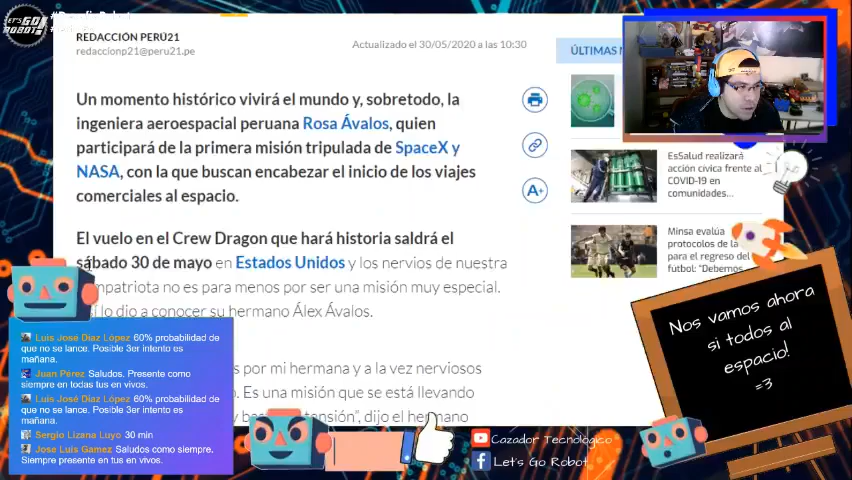 LET'S GO
ROBOT!
REDACCIÓN PERÚ21
redaccionp21@peru21.pe
Actualizado el 30/05/2020 a las 10:30
ÚLTIMAS
Un momento histórico vivirá el mundo y, sobretodo, la
ingeniera aeroespacial peruana Rosa Ávalos, quien
participará de la primera misión tripulada de SpaceX y
NASA, con la que buscan encabezar el inicio de los viajes
comerciales al espacio.
A+
EsSalud realizará
acción cívica frente al
COVID-19 en
comunidades...
El vuelo en el Crew Dragon que hará historia saldrá el
sábado 30 de mayo en Estados Unidos y los nervios de nuestra
mpatriota no es para menos por ser una misión muy especial.
lo dio a conocer su hermano Álex Ávalos.
Minsa evalúa
protocolos de la
para el regreso del
fútbol: "Debemos
s por mi hermana y a la vez nerviosos
o. Es una misión que se está llevando
tensión", dijo el hermano
Luis José Díaz López 60% probabilidad de
que no se lance. Posible 3er intento es
mañana.
Juan Pérez Saludos. Presente como
siempre en todas tus en vivos.
Luis José Díaz López 60% probabilidad de
que no se lance. Posible 3er intento es
mañana.
Sergio Lizana Luyo 30 min
Jose Luis Gamez Saludos como siempre.
Siempre presente en tus en vivos.
Nos vamos ahora
si todos al
espacio!
=3
Cazador Tecnológico
Let's Go Robot